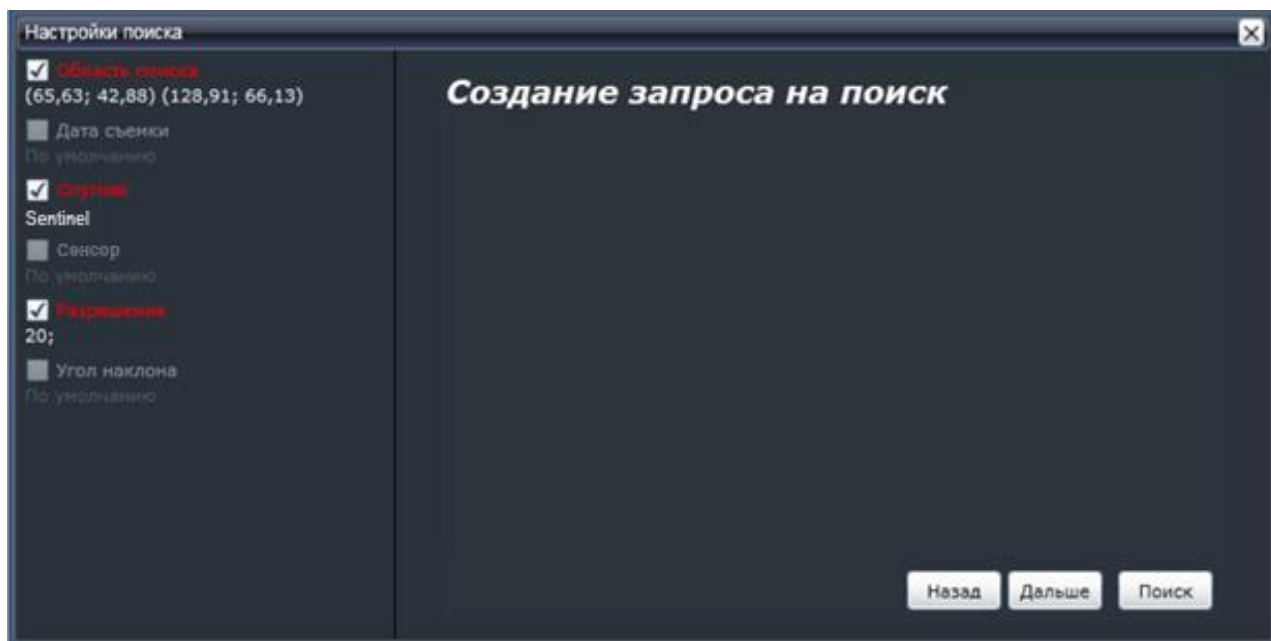 Настройки поиска
Область поиска
(65,63; 42,88) (128,91; 66,13)
Дата съемки
По умолчанию
Спутник
Sentinel
Сенсор
По умолчанию
Разрешение
20;
Угол наклона
По умолчанию
Создание запроса на поиск
Назад
Дальше
Поиск